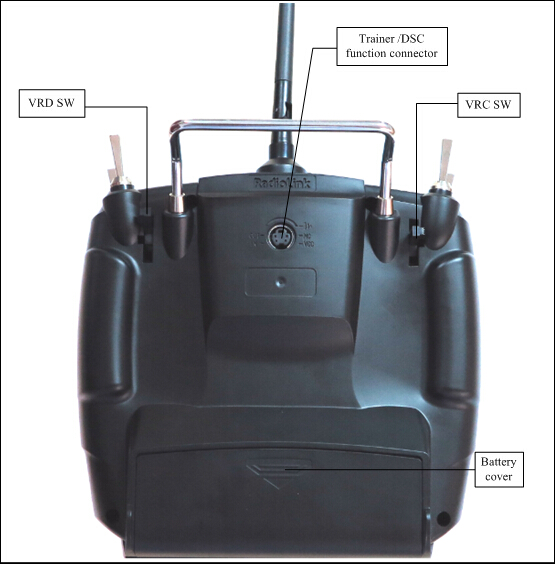 Trainer /DSC
function connector
VRD SW
VRC SW
RadioLink
Battery
cover